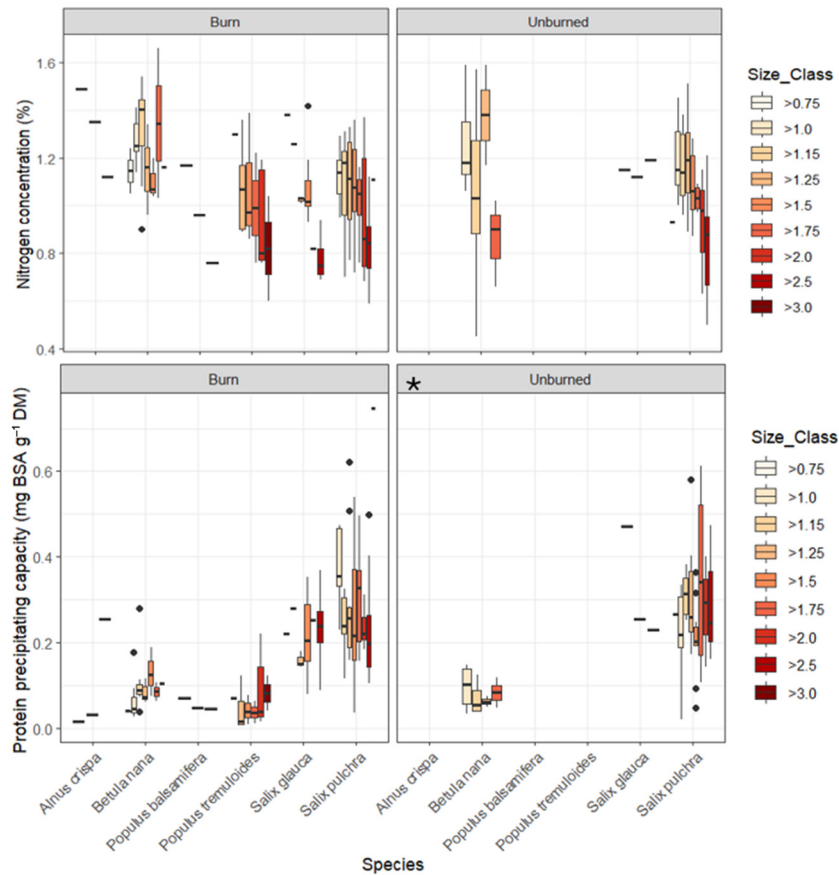 Burn
Unburned
Nitrogen concentration (%)
1.6
1.2
0.8
0.4
Size_Class
>0.75
>1.0
>1.15
>1.25
>1.5
>1.75
>2.0
>2.5
>3.0
Burn
* Unburned
Protein precipitating capacity (mg BSA g⁻¹ DM)
0.6
0.4
0.2
0.0
Size_Class
>0.75
>1.0
>1.15
>1.25
>1.5
>1.75
>2.0
>2.5
>3.0
Alnus crispa
Betula nana
Populus balsamifera
Populus tremuloides
Salix glauca
Salix pulchra
Alnus crispa
Betula nana
Populus balsamifera
Populus tremuloides
Salix glauca
Salix pulchra
Species